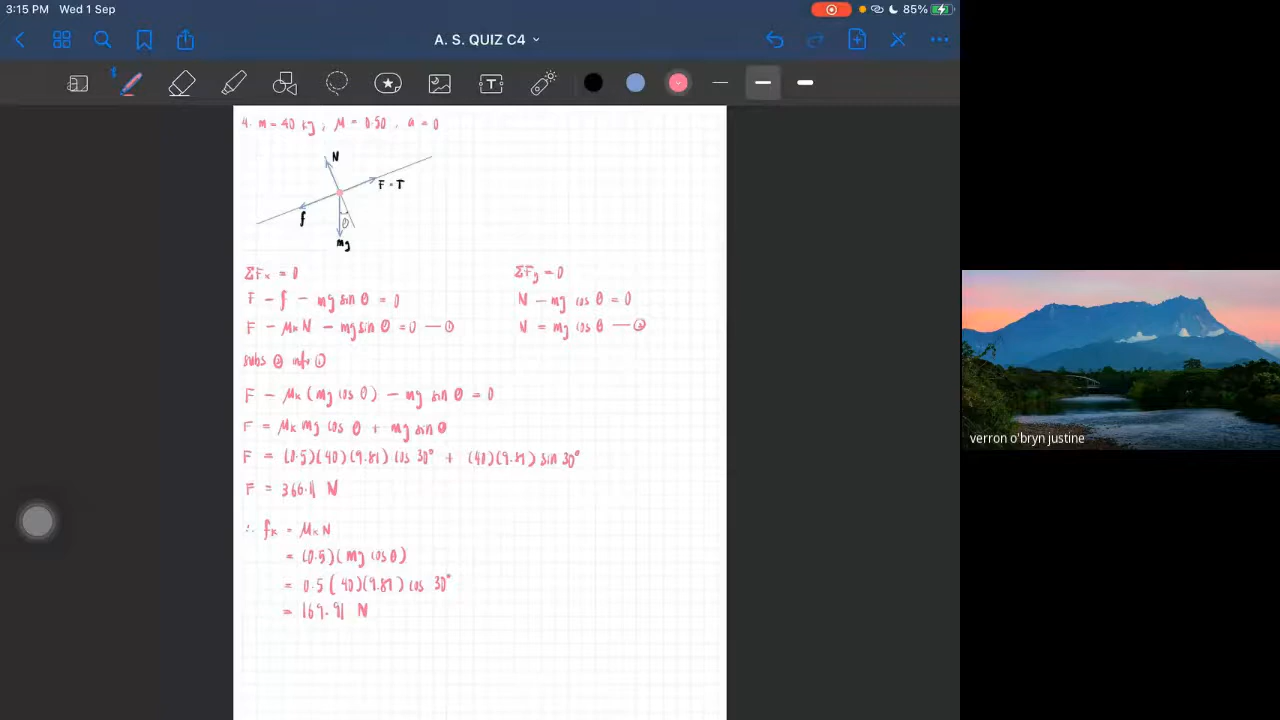 3:15 PM Wed 1 Sep
85%
A. S. QUIZ C4
T
4. m = 40 kg, μ = 0.50, a = 0
N
F = T
f
θ
mg
ΣFx = 0
F - f - mg sin θ = 0
F - μk N - mg sin θ = 0 — ①
ΣFy = 0
N - mg cos θ = 0
N = mg cos θ — ②
subs ② into ①
F - μk (mg cos θ) - mg sin θ = 0
F = μk mg cos θ + mg sin θ
F = (0.5)(40)(9.81) cos 30° + (40)(9.81) sin 30°
F = 366.11 N
∴ fk = μk N
= (0.5)(mg cos θ)
= 0.5 (40)(9.81) cos 30°
= 169.91 N
verron o'bryn justine